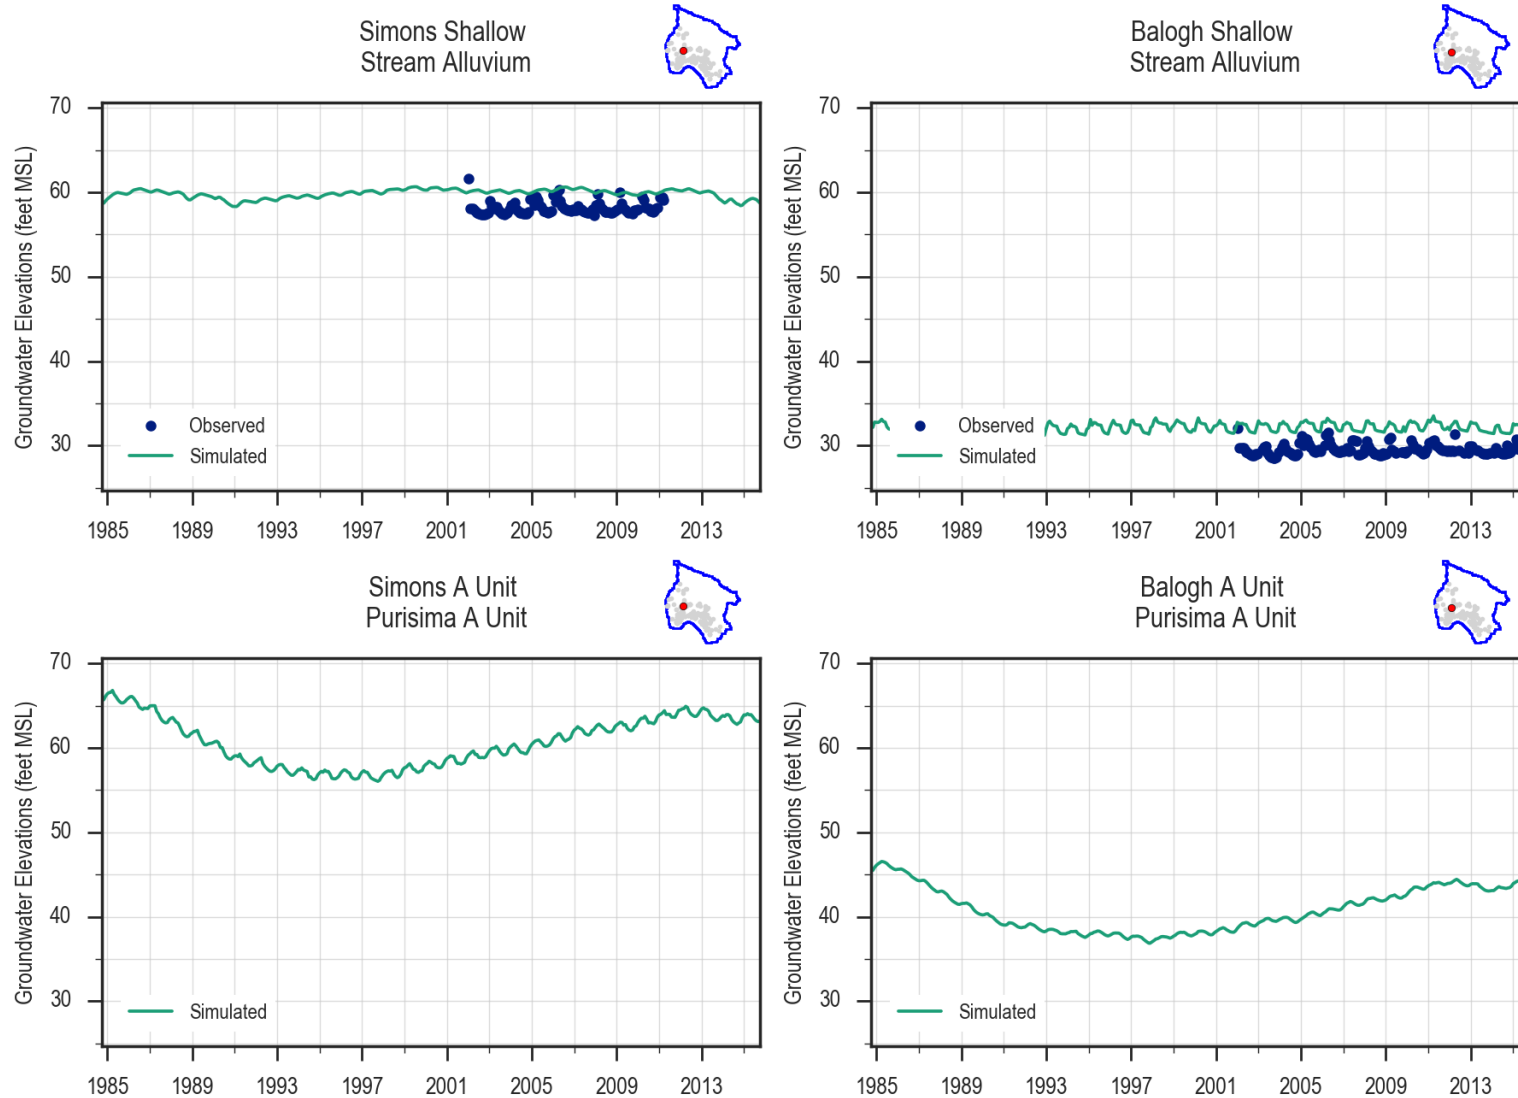 Simons Shallow
Stream Alluvium
Groundwater Elevations (feet MSL)
70
60
50
40
30
Observed
Simulated
1985 1989 1993 1997 2001 2005 2009 2013
Balogh Shallow
Stream Alluvium
Groundwater Elevations (feet MSL)
70
60
50
40
30
Observed
Simulated
1985 1989 1993 1997 2001 2005 2009 2013
Simons A Unit
Purisima A Unit
Groundwater Elevations (feet MSL)
70
60
50
40
30
Simulated
1985 1989 1993 1997 2001 2005 2009 2013
Balogh A Unit
Purisima A Unit
Groundwater Elevations (feet MSL)
70
60
50
40
30
Simulated
1985 1989 1993 1997 2001 2005 2009 2013